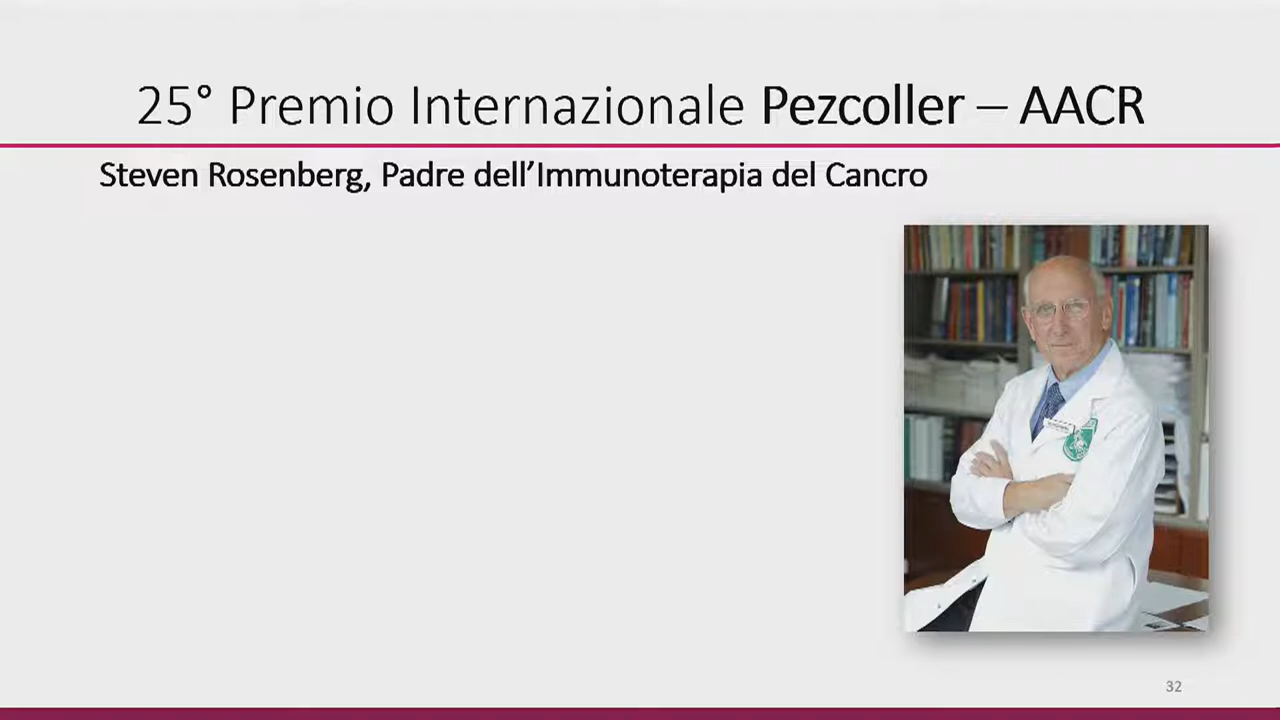 25° Premio Internazionale Pezcoller – AACR
Steven Rosenberg, Padre dell’Immunoterapia del Cancro
32